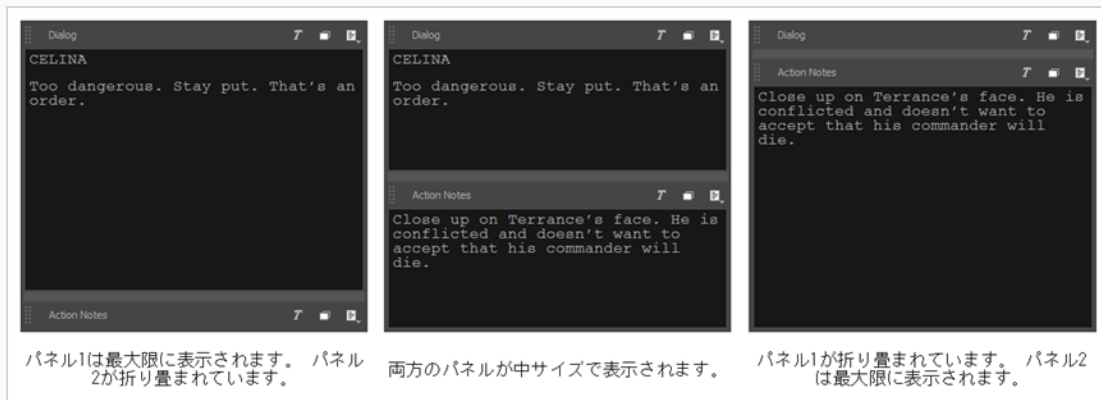 Dialog
CELINA
Too dangerous. Stay put. That's an
order.
Action Notes
パネル1は最大限に表示されます。 パネル
2が折り畳まれています。
Dialog
CELINA
Too dangerous. Stay put. That's an
order.
Action Notes
Close up on Terrance's face. He is
conflicted and doesn't want to
accept that his commander will
die.
両方のパネルが中サイズで表示されます。
Dialog
Action Notes
Close up on Terrance's face. He is
conflicted and doesn't want to
accept that his commander will
die.
パネル1が折り畳まれています。 パネル2
は最大限に表示されます。